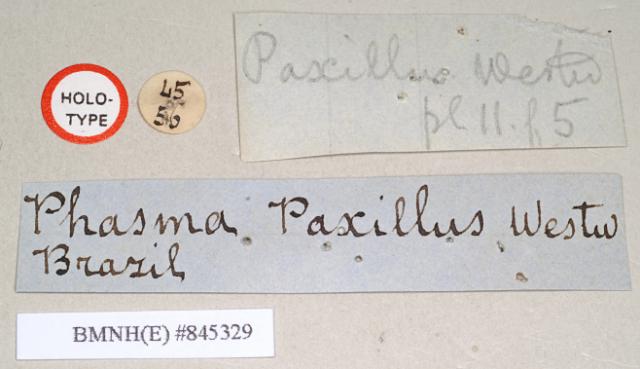 HOLO-
TYPE
45
56
Paxillus Westw
pl 11. f 5
Phasma Paxillus Westw
Brazil
BMNH(E) #845329